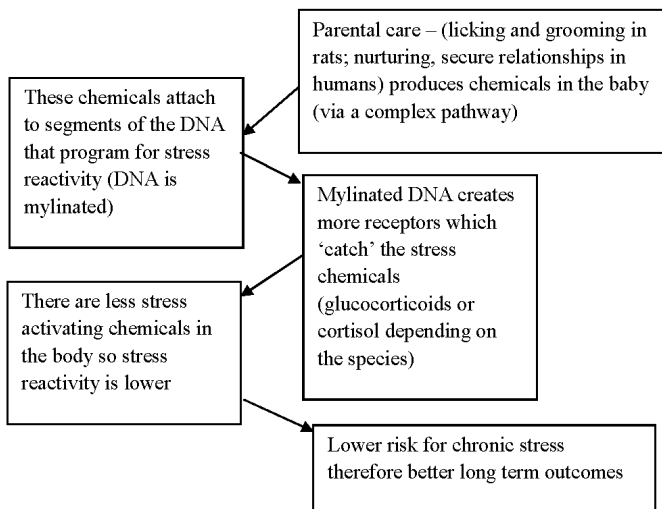 Parental care – (licking and grooming in
rats; nurturing, secure relationships in
humans) produces chemicals in the baby
(via a complex pathway)
These chemicals attach
to segments of the DNA
that program for stress
reactivity (DNA is
mylinated)
Mylinated DNA creates
more receptors which
‘catch’ the stress
chemicals
(glucocorticoids or
cortisol depending on
the species)
There are less stress
activating chemicals in
the body so stress
reactivity is lower
Lower risk for chronic stress
therefore better long term outcomes